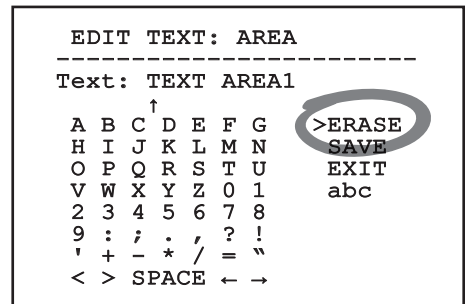 EDIT TEXT: AREA
------------------------
Text: TEXT AREA1
↑
A B C D E F G >ERASE
H I J K L M N SAVE
O P Q R S T U EXIT
V W X Y Z 0 1 abc
2 3 4 5 6 7 8
9 : ; . , ? !
' + - * / = "
< > SPACE ← →